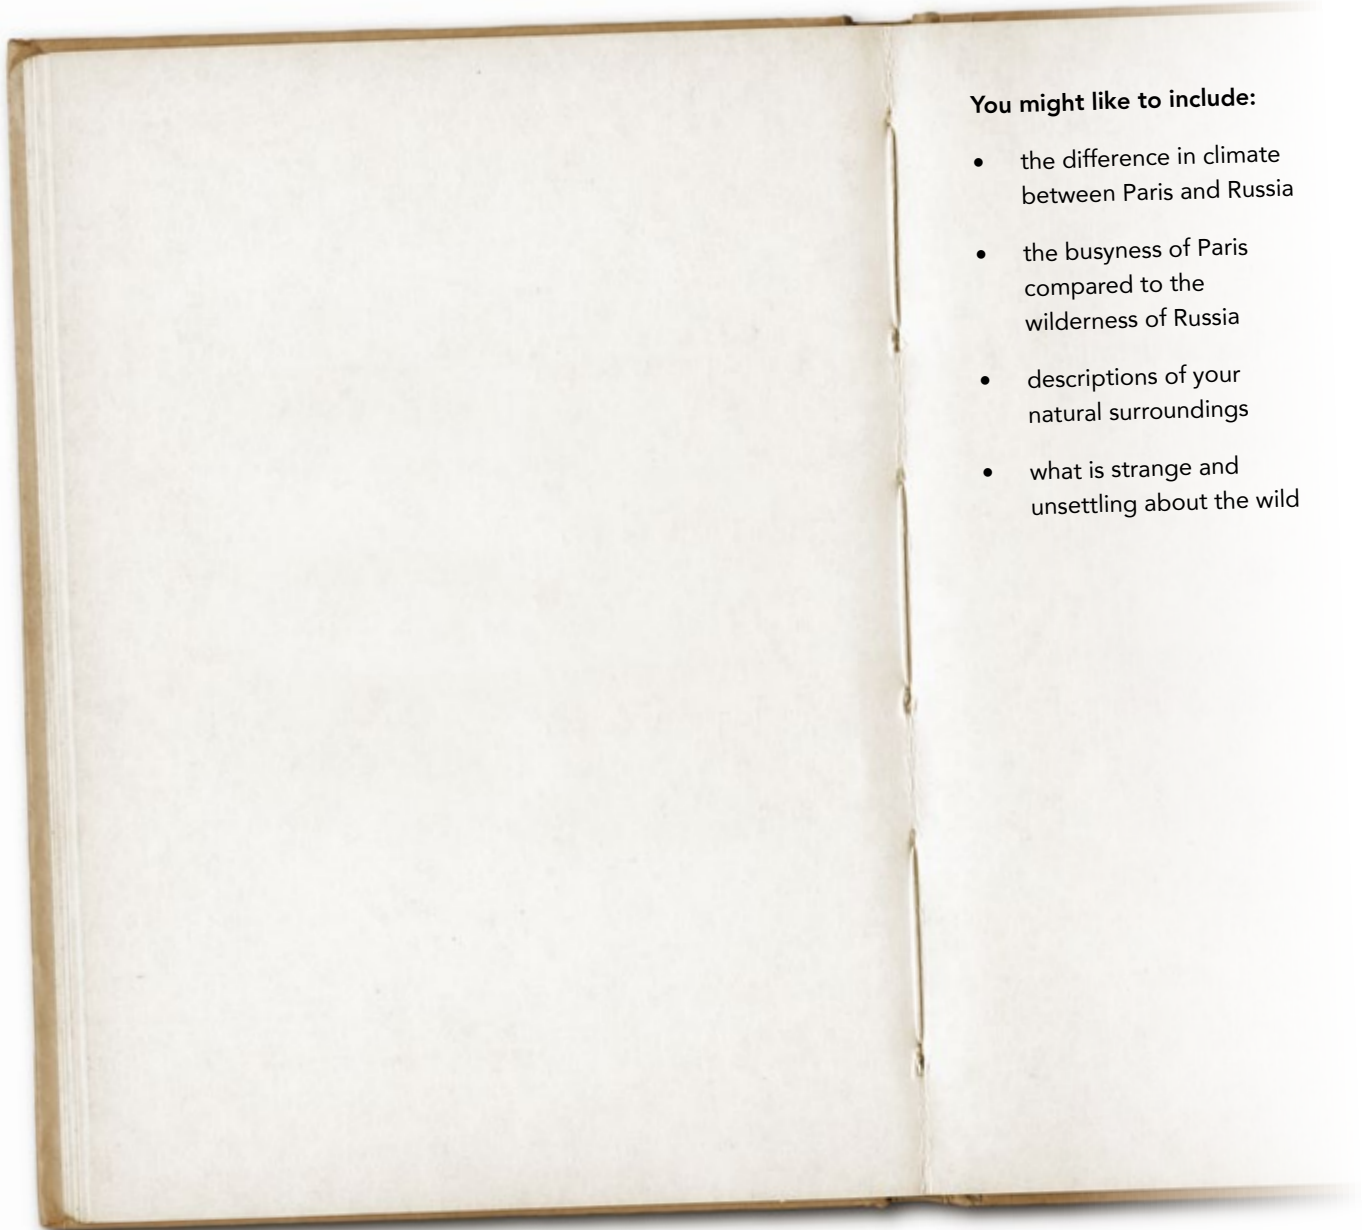 You might like to include:
• the difference in climate
between Paris and Russia
• the busyness of Paris
compared to the
wilderness of Russia
• descriptions of your
natural surroundings
• what is strange and
unsettling about the wild